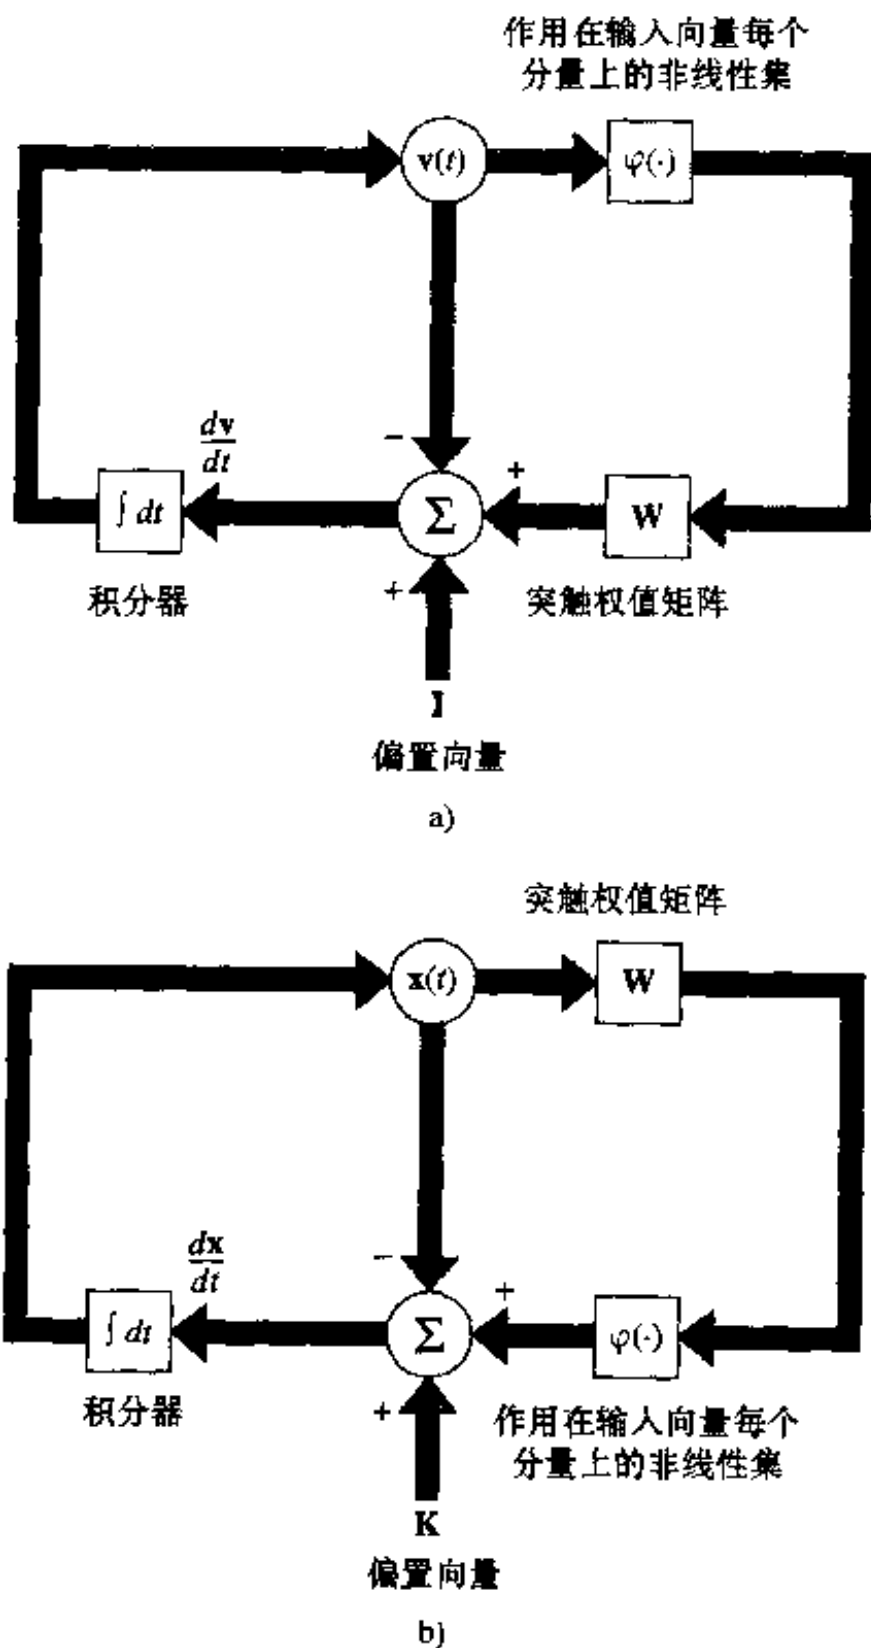 作用在输入向量每个
分量上的非线性集
v(t)
φ(·)
dv
dt
−
+
∫ dt
Σ
W
积分器
+
突触权值矩阵
I
偏置向量
a)
突触权值矩阵
x(t)
W
dx
dt
−
+
∫ dt
Σ
φ(·)
积分器
+
作用在输入向量每个
分量上的非线性集
K
偏置向量
b)